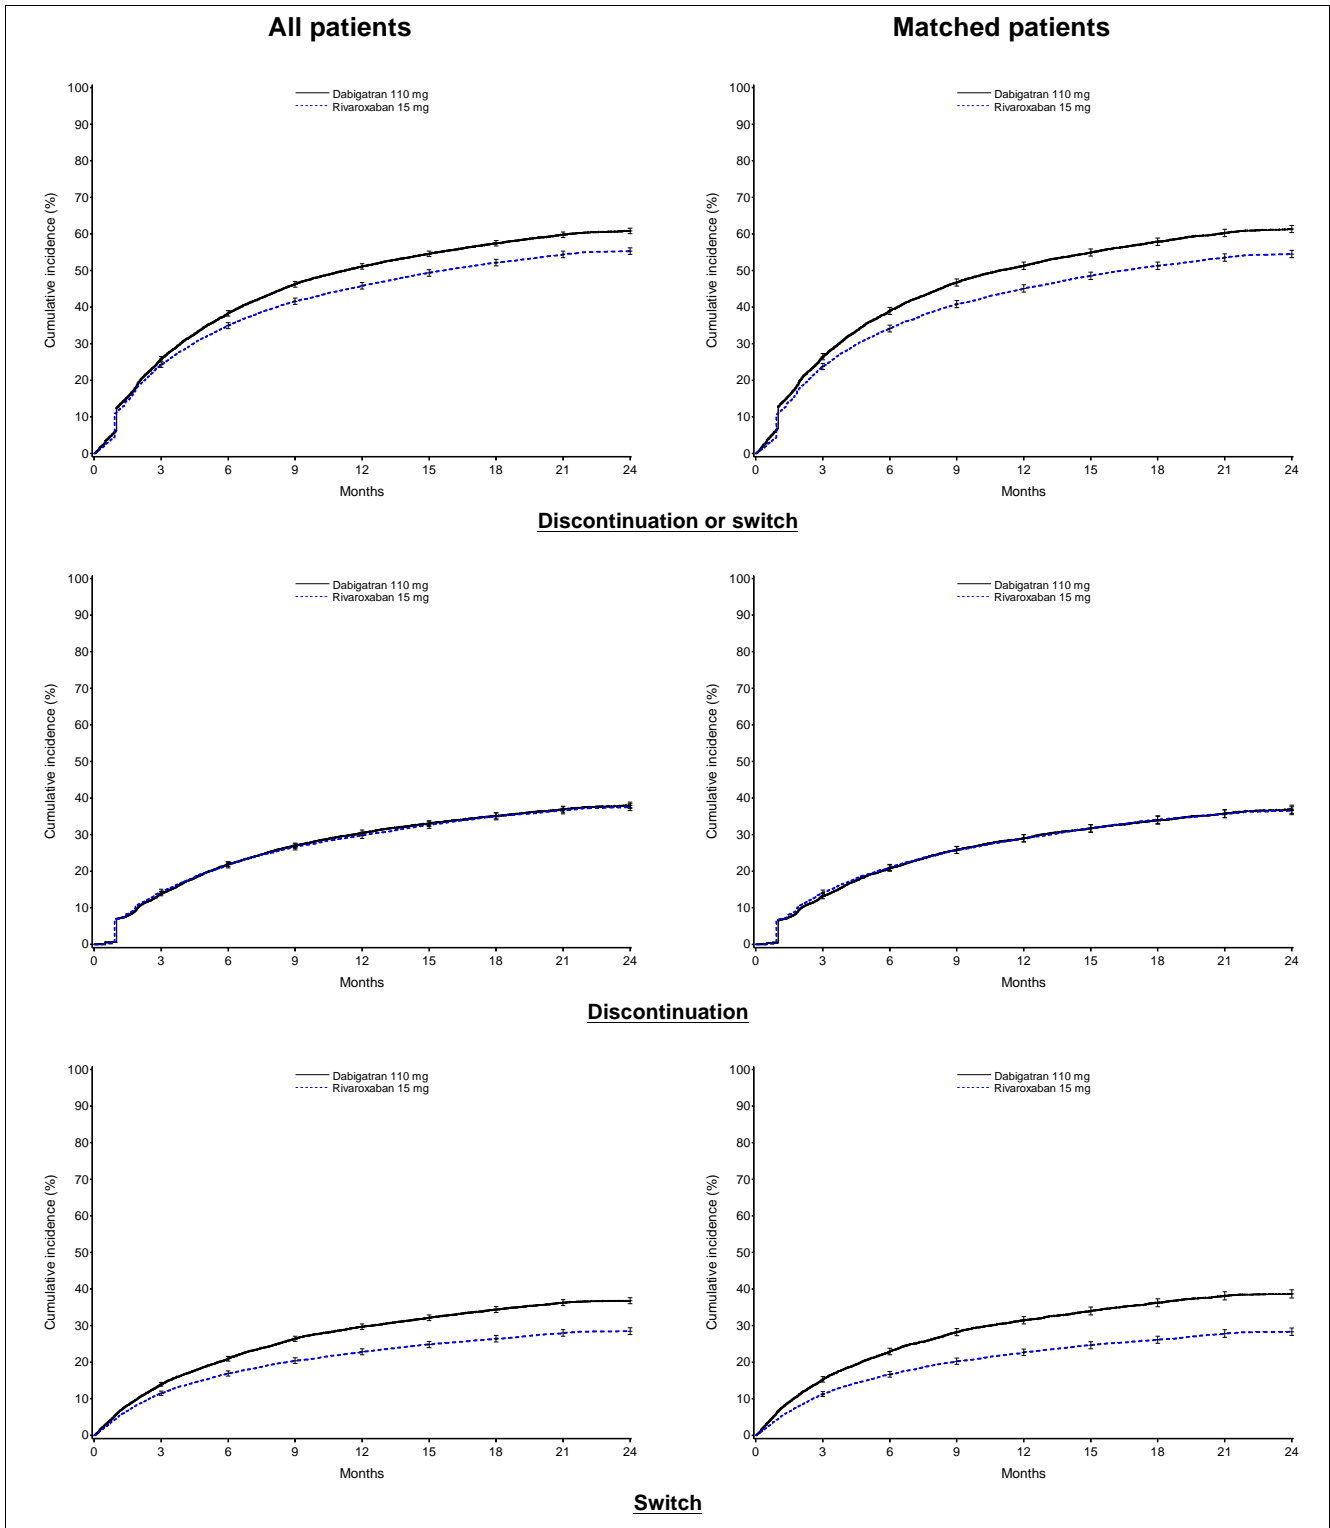 All patients
Matched patients
Dabigatran 110 mg
Rivaroxaban 15 mg
Cumulative incidence (%)
100
90
80
70
60
50
40
30
20
10
0
0 3 6 9 12 15 18 21 24
Months
Dabigatran 110 mg
Rivaroxaban 15 mg
Cumulative incidence (%)
100
90
80
70
60
50
40
30
20
10
0
0 3 6 9 12 15 18 21 24
Months
Discontinuation or switch
Dabigatran 110 mg
Rivaroxaban 15 mg
Cumulative incidence (%)
100
90
80
70
60
50
40
30
20
10
0
0 3 6 9 12 15 18 21 24
Months
Dabigatran 110 mg
Rivaroxaban 15 mg
Cumulative incidence (%)
100
90
80
70
60
50
40
30
20
10
0
0 3 6 9 12 15 18 21 24
Months
Discontinuation
Dabigatran 110 mg
Rivaroxaban 15 mg
Cumulative incidence (%)
100
90
80
70
60
50
40
30
20
10
0
0 3 6 9 12 15 18 21 24
Months
Dabigatran 110 mg
Rivaroxaban 15 mg
Cumulative incidence (%)
100
90
80
70
60
50
40
30
20
10
0
0 3 6 9 12 15 18 21 24
Months
Switch